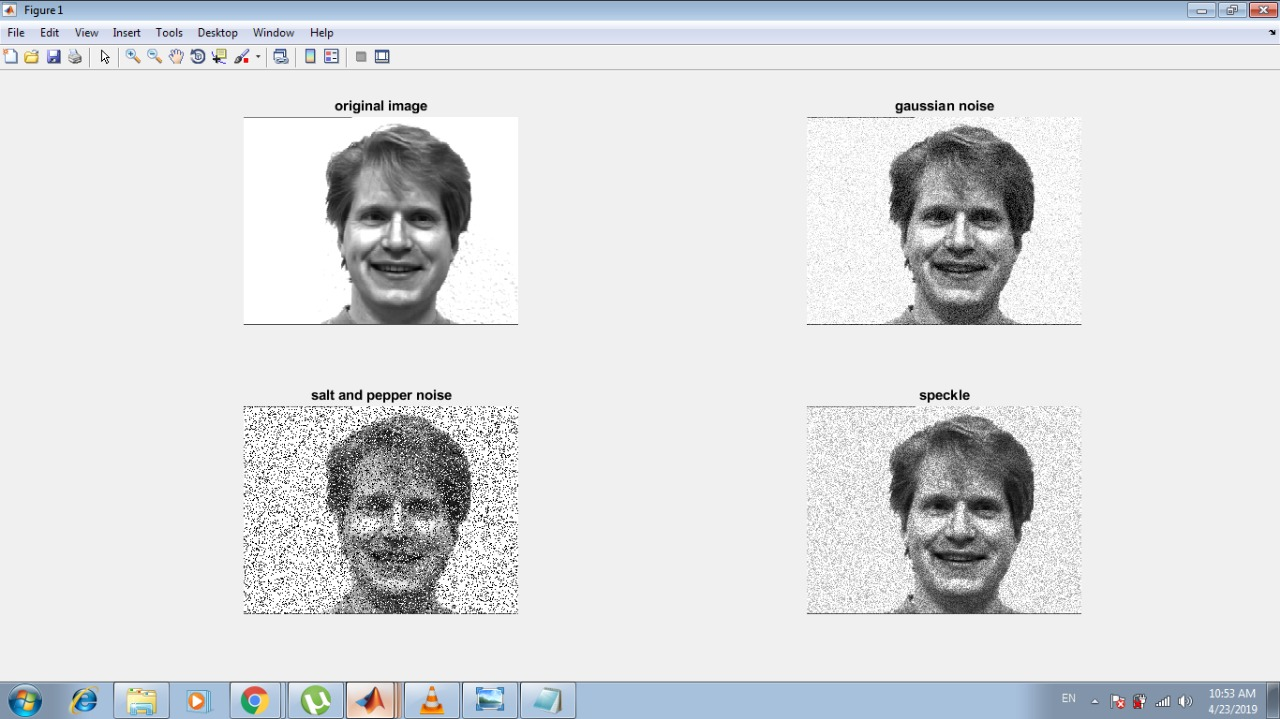 Figure 1
File Edit View Insert Tools Desktop Window Help
original image
gaussian noise
salt and pepper noise
speckle
EN
10:53 AM
4/23/2019